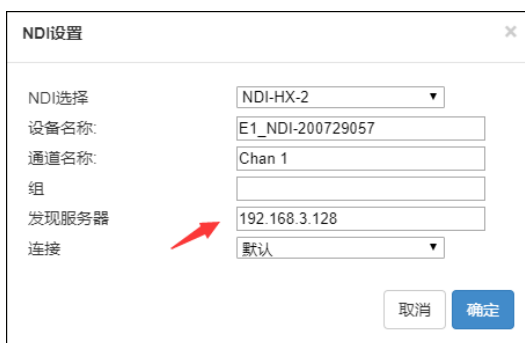 NDI设置 ×
NDI选择 NDI-HX-2
设备名称: E1_NDI-200729057
通道名称: Chan 1
组
发现服务器 192.168.3.128
连接 默认
取消 确定